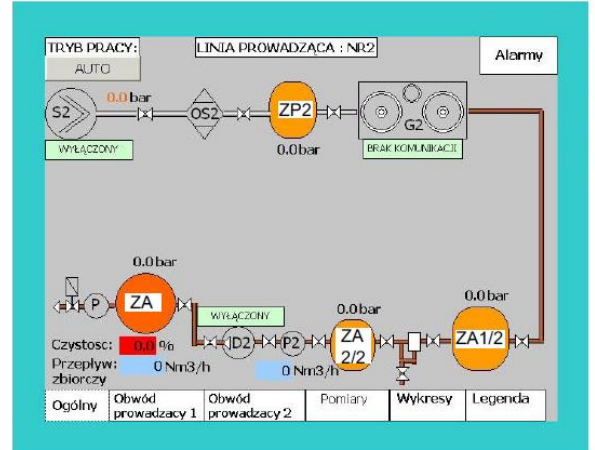 TRYB PRACY:
LINIA PROWADZĄCA : NR2
Alarmy
AUTO
0.0 bar
S2
OS2
ZP2
G2
WYŁĄCZONY
0.0bar
BRAK KOMUNIKACJI
0.0bar
P
ZA
WYŁĄCZONY
0.0bar
0.0bar
D2
P2
ZA
2/2
ZA1/2
Czystosc: 0.0 %
Przepływ: 0 Nm3/h
zbiorczy
0 Nm3/h
Ogólny
Obwód
prowadzacy 1
Obwód
prowadzacy 2
Pomiary
Wykresy
Legenda